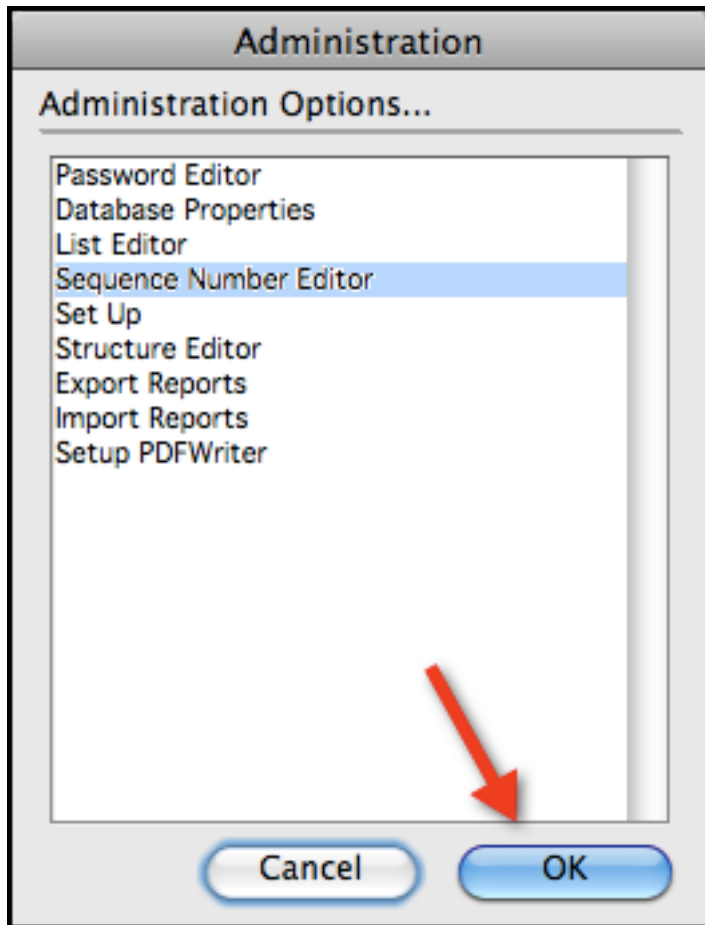 Administration
Administration Options...
Password Editor
Database Properties
List Editor
Sequence Number Editor
Set Up
Structure Editor
Export Reports
Import Reports
Setup PDFWriter
Cancel OK